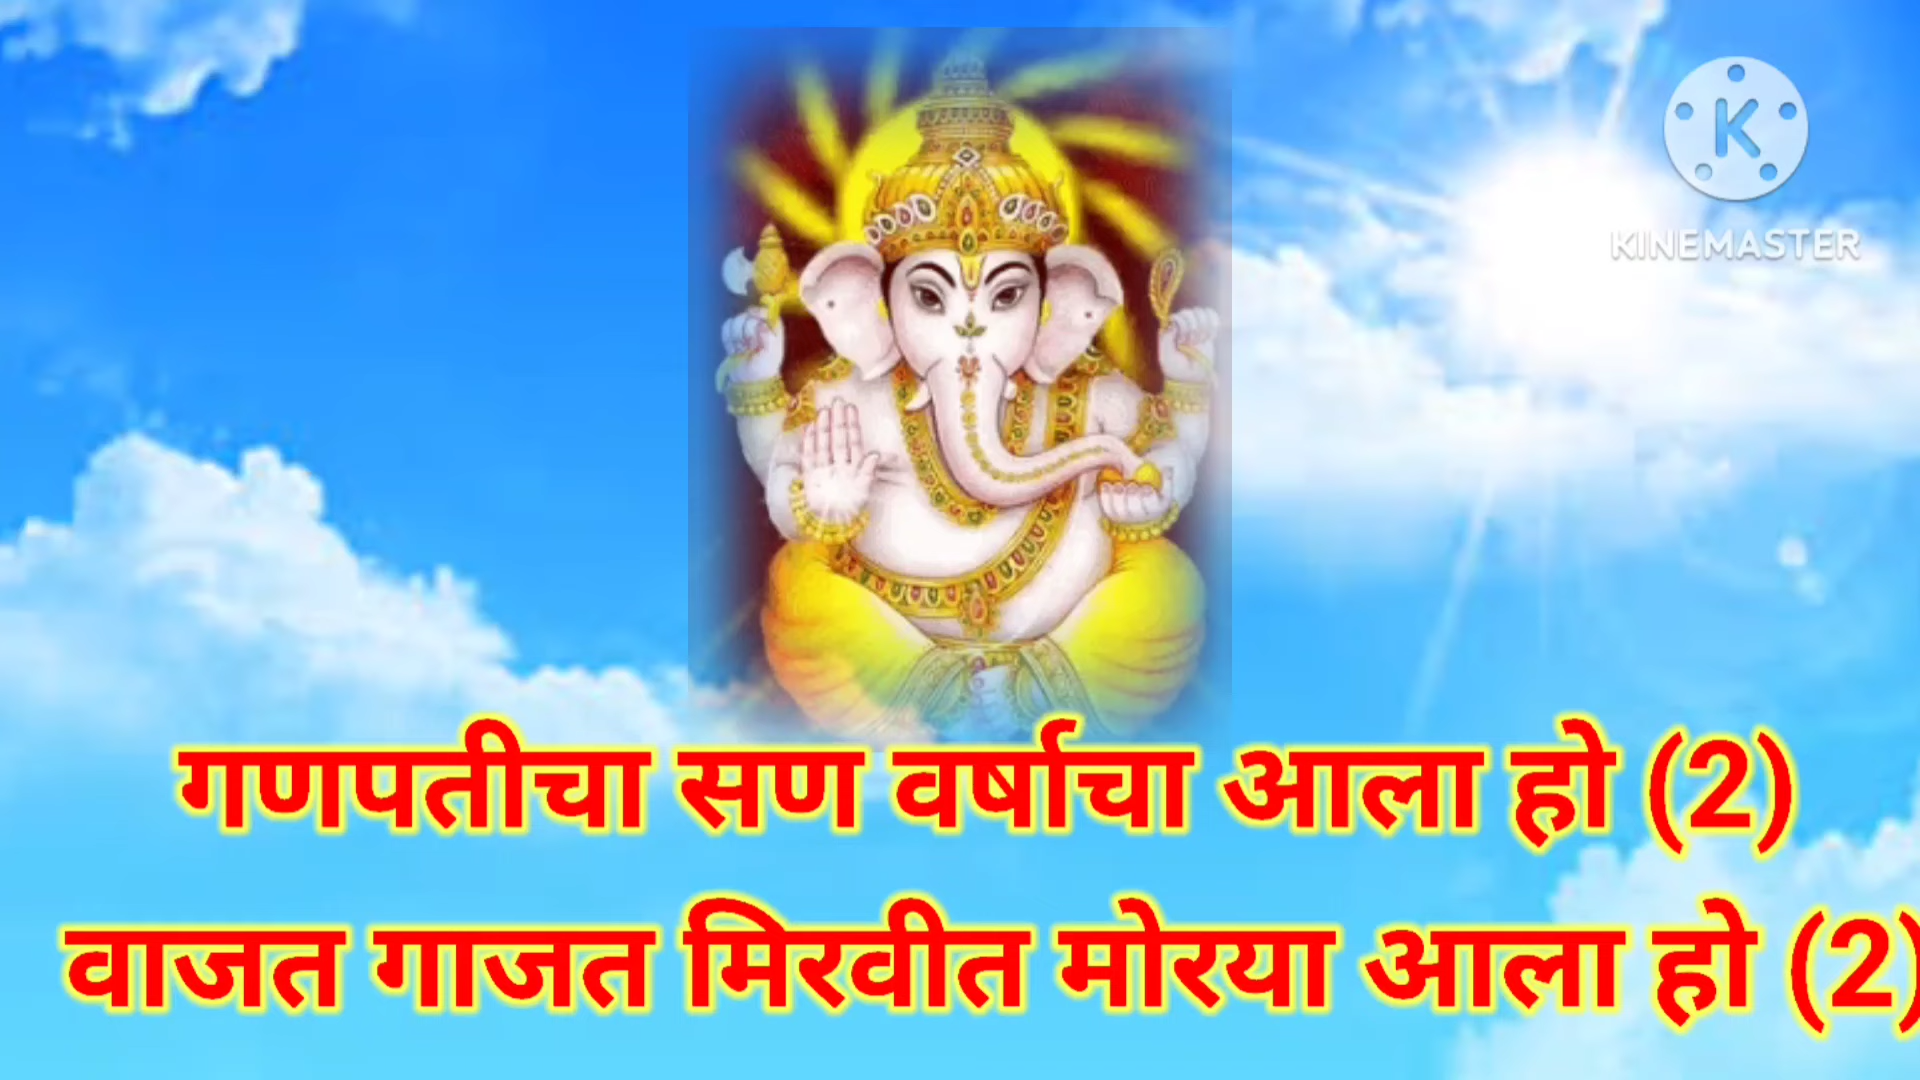 K
KINEMASTER
गणपतीचा सण वर्षाचा आला हो (2)
वाजत गाजत मिरवीत मोरया आला हो (2)